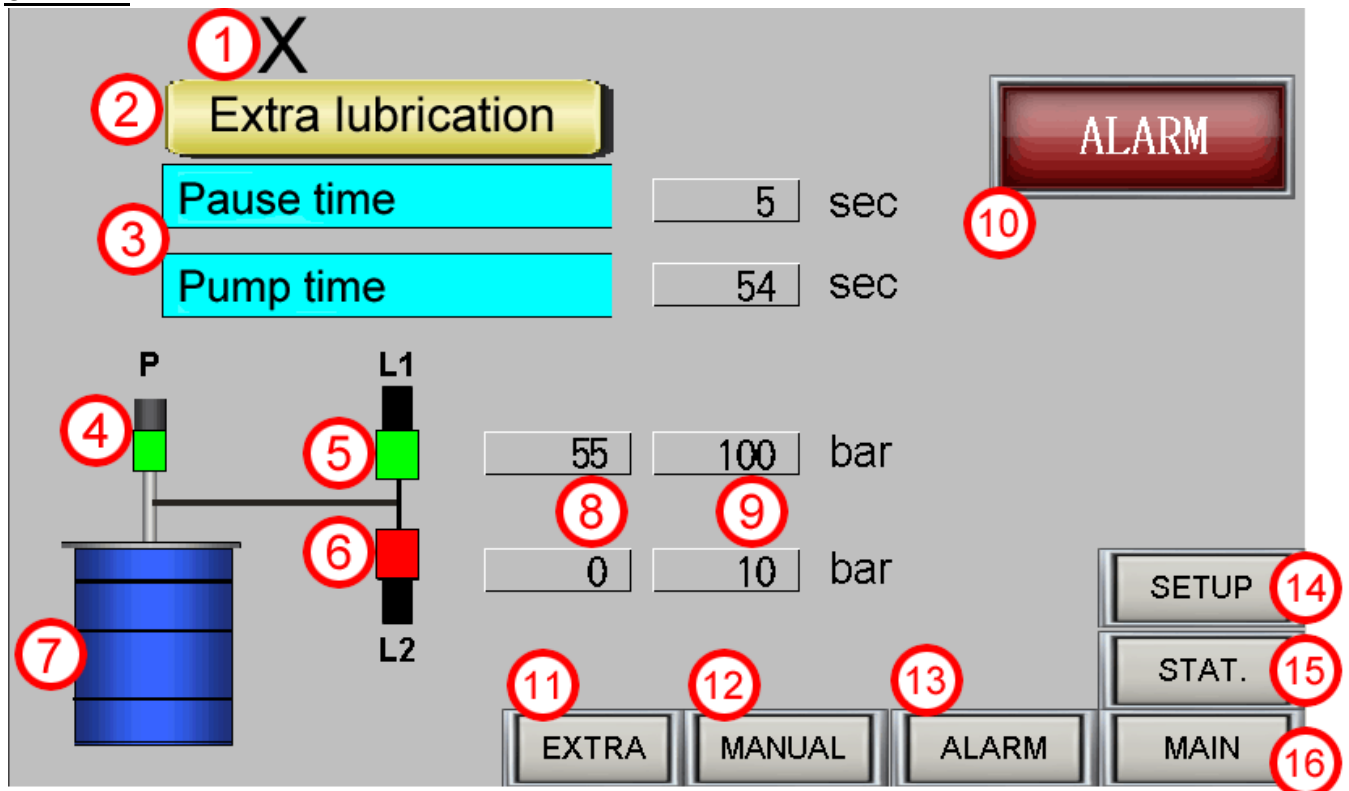 1 X
2 Extra lubrication
ALARM
3
Pause time 5 sec
10
Pump time 54 sec
P L1
4 5 55 100 bar
8 9
6 0 10 bar
L2
7
SETUP 14
STAT. 15
11 12 13
EXTRA MANUAL ALARM MAIN 16